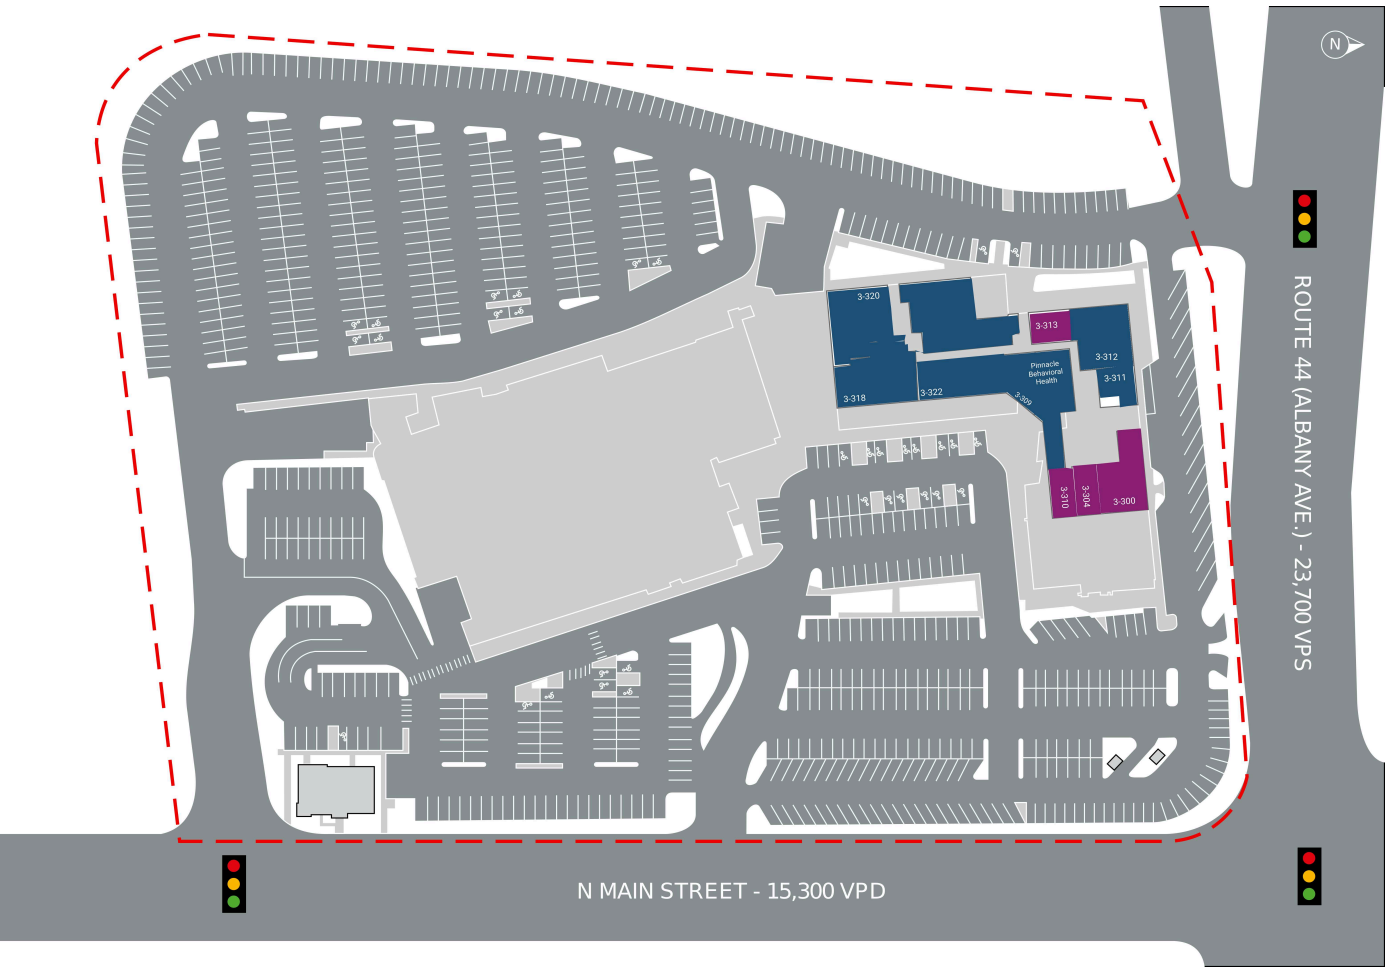 N
3-320
3-313
3-312
Pinnacle
Behavioral
Health
3-311
3-318
3-322
3-309
3-310
3-304
3-300
ROUTE 44 (ALBANY AVE.) - 23,700 VPS
N MAIN STREET - 15,300 VPD